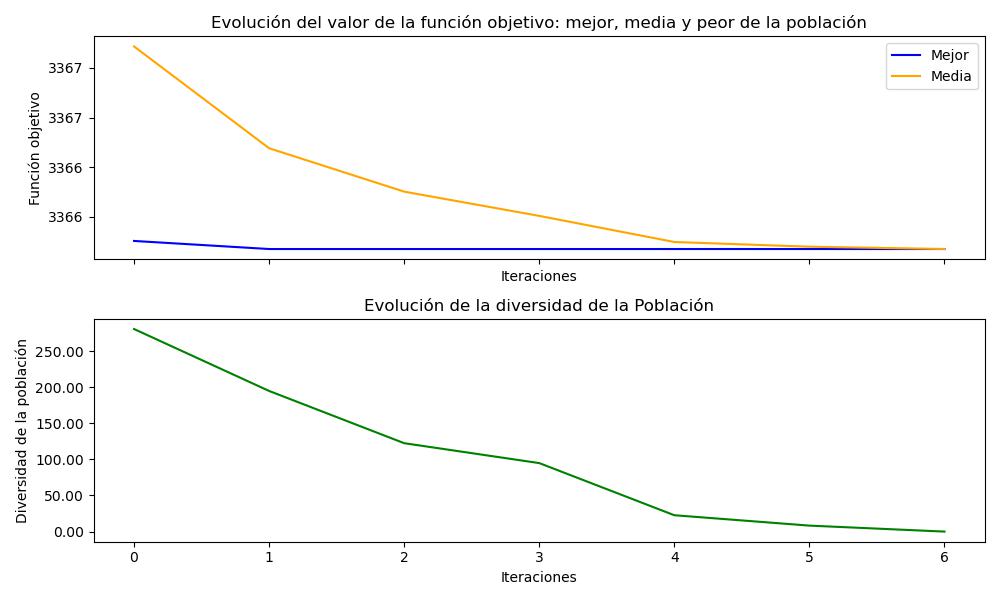 Evolución del valor de la función objetivo: mejor, media y peor de la población
Función objetivo
3367
3367
3366
3366
Mejor
Media
Iteraciones
Evolución de la diversidad de la Población
Diversidad de la población
250.00
200.00
150.00
100.00
50.00
0.00
0 1 2 3 4 5 6
Iteraciones